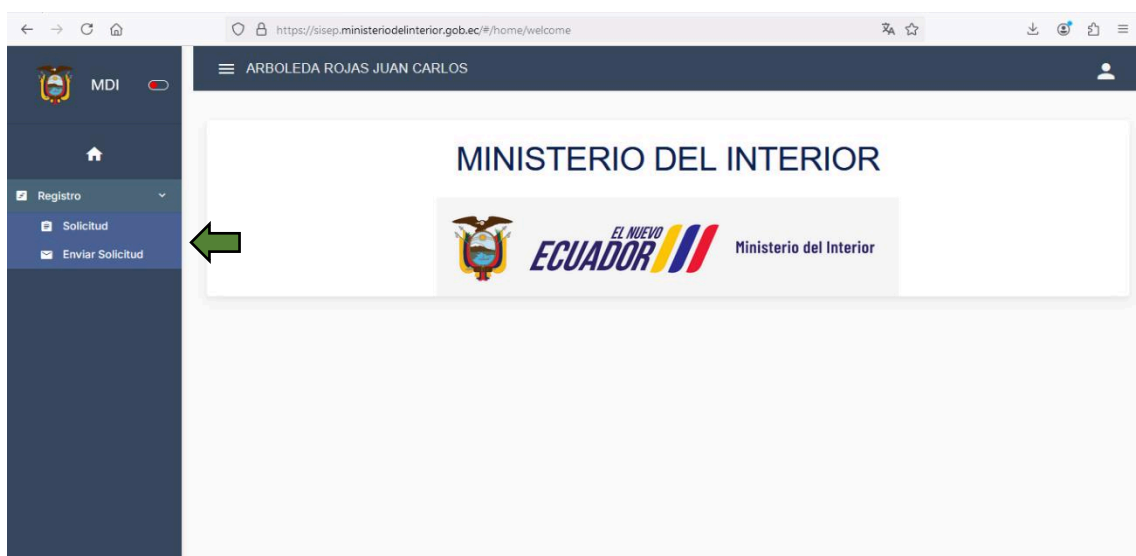 https://sisep.ministeriodelinterior.gob.ec/#/home/welcome
MDI
ARBOLEDA ROJAS JUAN CARLOS
MINISTERIO DEL INTERIOR
Registro
Solicitud
Enviar Solicitud
EL NUEVO
ECUADOR
Ministerio del Interior